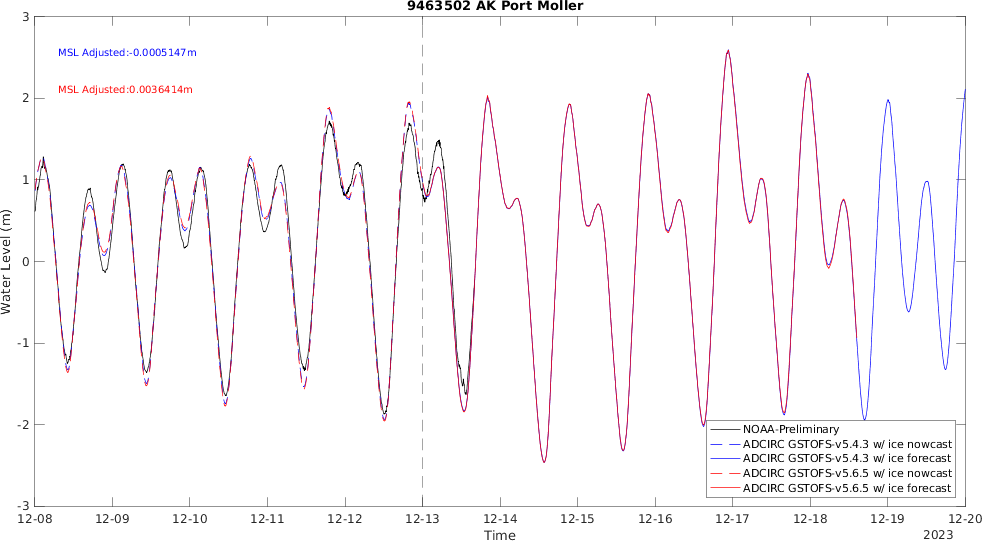 9463502 AK Port Moller
MSL Adjusted:-0.0005147m
MSL Adjusted:0.0036414m
Water Level (m)
3
2
1
0
-1
-2
-3
NOAA-Preliminary
ADCIRC GSTOFS-v5.4.3 w/ ice nowcast
ADCIRC GSTOFS-v5.4.3 w/ ice forecast
ADCIRC GSTOFS-v5.6.5 w/ ice nowcast
ADCIRC GSTOFS-v5.6.5 w/ ice forecast
12-08 12-09 12-10 12-11 12-12 12-13 12-14 12-15 12-16 12-17 12-18 12-19 12-20
Time
2023